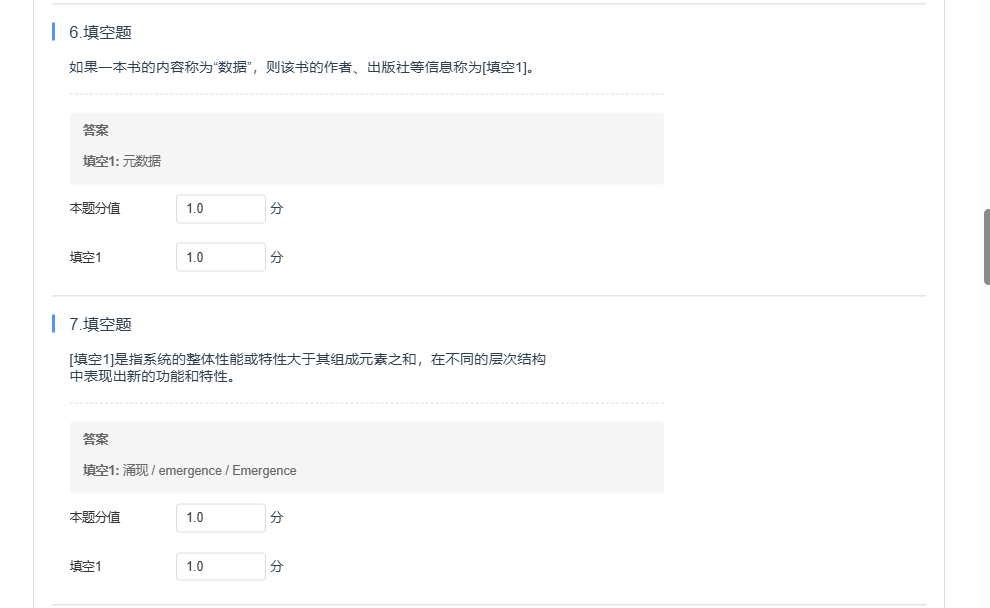 6.填空题
如果一本书的内容称为“数据”，则该书的作者、出版社等信息称为[填空1]。
答案
填空1: 元数据
本题分值 1.0 分
填空1 1.0 分
7.填空题
[填空1]是指系统的整体性能或特性大于其组成元素之和，在不同的层次结构
中表现出新的功能和特性。
答案
填空1: 涌现 / emergence / Emergence
本题分值 1.0 分
填空1 1.0 分